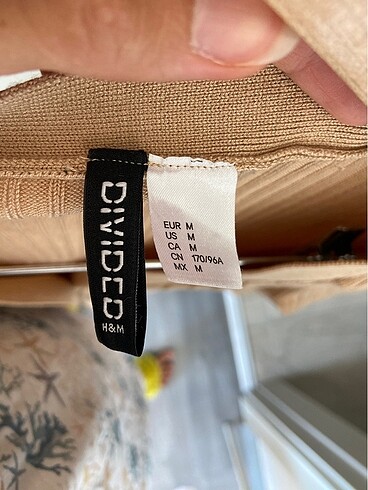 DIVIDED
H&M
EUR M
US M
CA M
CN 170/96A
MX M